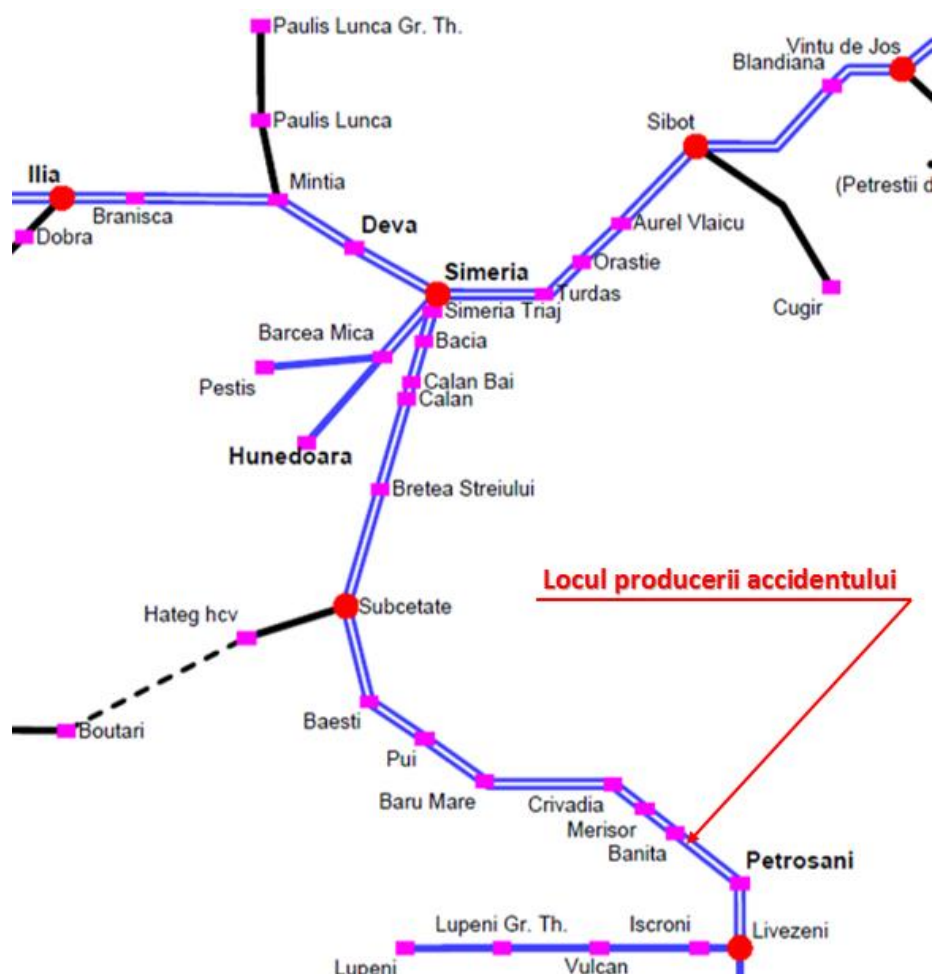 Paulis Lunca Gr. Th.
Vintu de Jos
Blandiana
Paulis Lunca
Sibot
Ilia
Mintia
(Petrestii d
Branisca
Deva
Aurel Vlaicu
Dobra
Orastie
Simeria
Turdas
Cugir
Simeria Triaj
Barcea Mica
Bacia
Pestis
Calan Bai
Calan
Hunedoara
Bretea Streiului
Locul producerii accidentului
Subcetate
Hateg hcv
Baesti
Boutari
Pui
Baru Mare
Crivadia
Merisor
Banita
Petrosani
Lupeni Gr. Th.
Iscroni
Livezeni
Lupeni
Vulcan